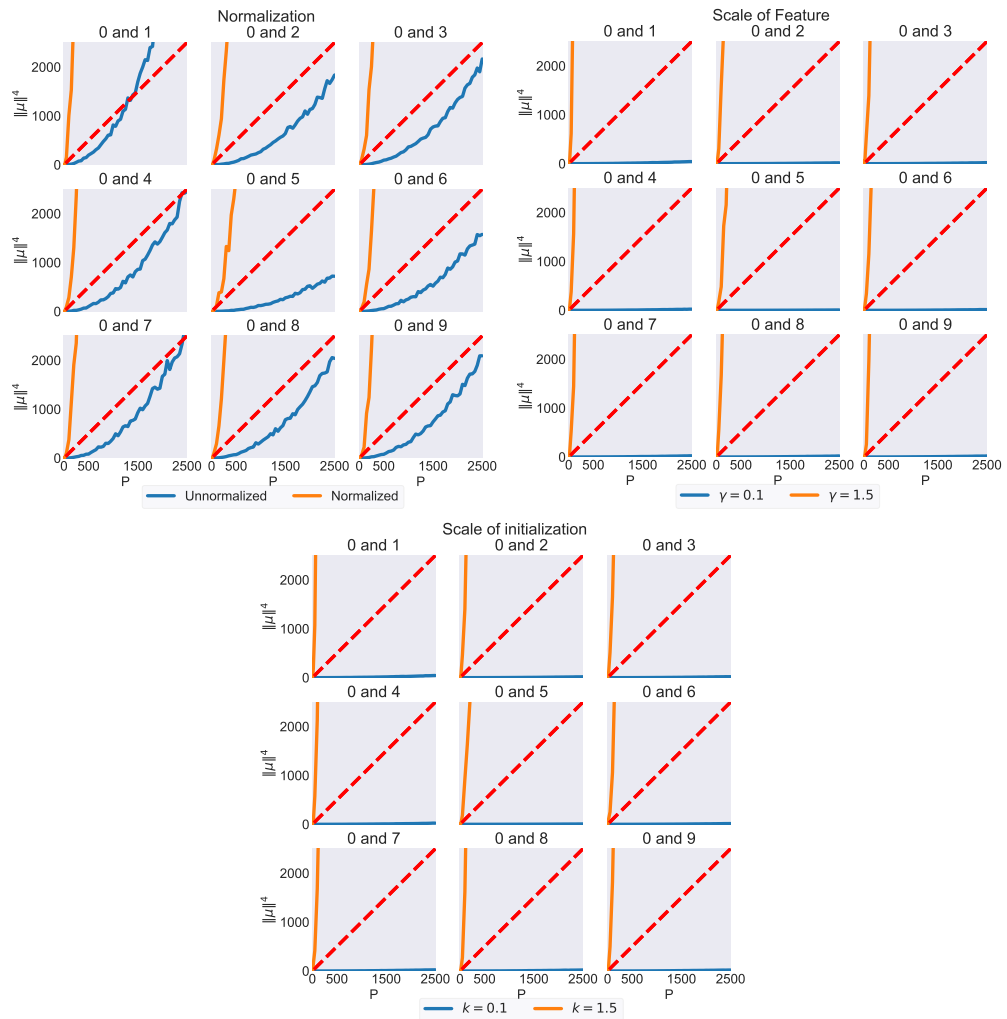 Normalization
0 and 1 0 and 2 0 and 3
2000
1000
0
‖μ‖⁴
0 and 4 0 and 5 0 and 6
2000
1000
0
‖μ‖⁴
0 and 7 0 and 8 0 and 9
2000
1000
0
‖μ‖⁴
0 500 1500 2500 0 500 1500 2500 0 500 1500 2500
P P P
Unnormalized Normalized
Scale of Feature
0 and 1 0 and 2 0 and 3
2000
1000
0
‖μ‖⁴
0 and 4 0 and 5 0 and 6
2000
1000
0
‖μ‖⁴
0 and 7 0 and 8 0 and 9
2000
1000
0
‖μ‖⁴
0 500 1500 2500 0 500 1500 2500 0 500 1500 2500
P P P
γ = 0.1 γ = 1.5
Scale of initialization
0 and 1 0 and 2 0 and 3
2000
1000
0
‖μ‖⁴
0 and 4 0 and 5 0 and 6
2000
1000
0
‖μ‖⁴
0 and 7 0 and 8 0 and 9
2000
1000
0
‖μ‖⁴
0 500 1500 2500 0 500 1500 2500 0 500 1500 2500
P P P
k = 0.1 k = 1.5